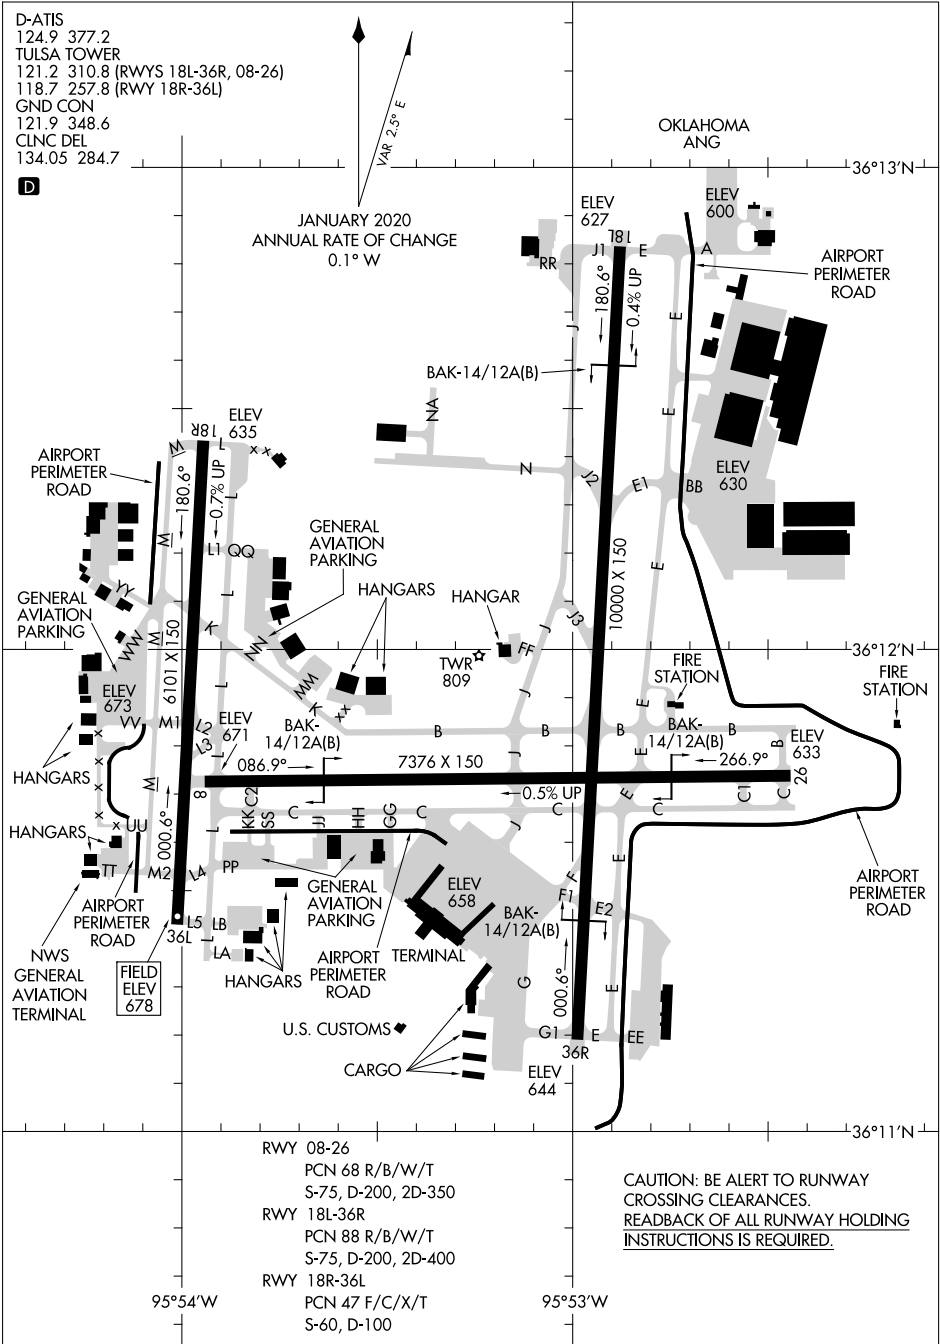 D-ATIS
124.9 377.2
TULSA TOWER
121.2 310.8 (RWYS 18L-36R, 08-26)
118.7 257.8 (RWY 18R-36L)
GND CON
121.9 348.6
CLNC DEL
134.05 284.7
D
VAR 2.5° E
JANUARY 2020
ANNUAL RATE OF CHANGE
0.1° W
OKLAHOMA
ANG
36°13'N
ELEV
627
ELEV
600
18L
J1
E
A
RR
AIRPORT
PERIMETER
ROAD
180.6°
0.4% UP
J
E
BAK-14/12A(B)
NA
E
ELEV
635
18R
M
L
x x
AIRPORT
PERIMETER
ROAD
180.6°
0.7% UP
L
N
J2
E1
BB
ELEV
630
M
L1
QQ
GENERAL
AVIATION
PARKING
10000 X 150
E
HANGARS
HANGAR
YY
L
GENERAL
AVIATION
PARKING
WW
M
6101 X 150
K
NN
J
J3
FF
TWR
809
36°12'N
FIRE
STATION
FIRE
STATION
ELEV
673
L
MM
J
E
VV
M1
L2
L3
L
ELEV
671
K
xx
BAK-
14/12A(B)
B
B
E
BAK-
14/12A(B)
B
B
ELEV
633
HANGARS
x
x
x
x
J
086.9°
7376 X 150
266.9°
26
8
0.5% UP
M
000.6°
KK
C2
SS
C
JJ
HH
GG
C
J
E
C
C1
C
HANGARS
x
UU
L
TT
M2
L4
PP
GENERAL
AVIATION
PARKING
ELEV
658
F
E
F1
E2
BAK-
14/12A(B)
AIRPORT
PERIMETER
ROAD
AIRPORT
PERIMETER
ROAD
36L
L5
LB
L
LA
HANGARS
AIRPORT
PERIMETER
ROAD
TERMINAL
NWS
GENERAL
AVIATION
TERMINAL
FIELD
ELEV
678
G
000.6°
E
U.S. CUSTOMS
G1
E
EE
36R
CARGO
ELEV
644
36°11'N
RWY 08-26
PCN 68 R/B/W/T
S-75, D-200, 2D-350
RWY 18L-36R
PCN 88 R/B/W/T
S-75, D-200, 2D-400
RWY 18R-36L
PCN 47 F/C/X/T
S-60, D-100
CAUTION: BE ALERT TO RUNWAY
CROSSING CLEARANCES.
READBACK OF ALL RUNWAY HOLDING
INSTRUCTIONS IS REQUIRED.
95°54'W
95°53'W